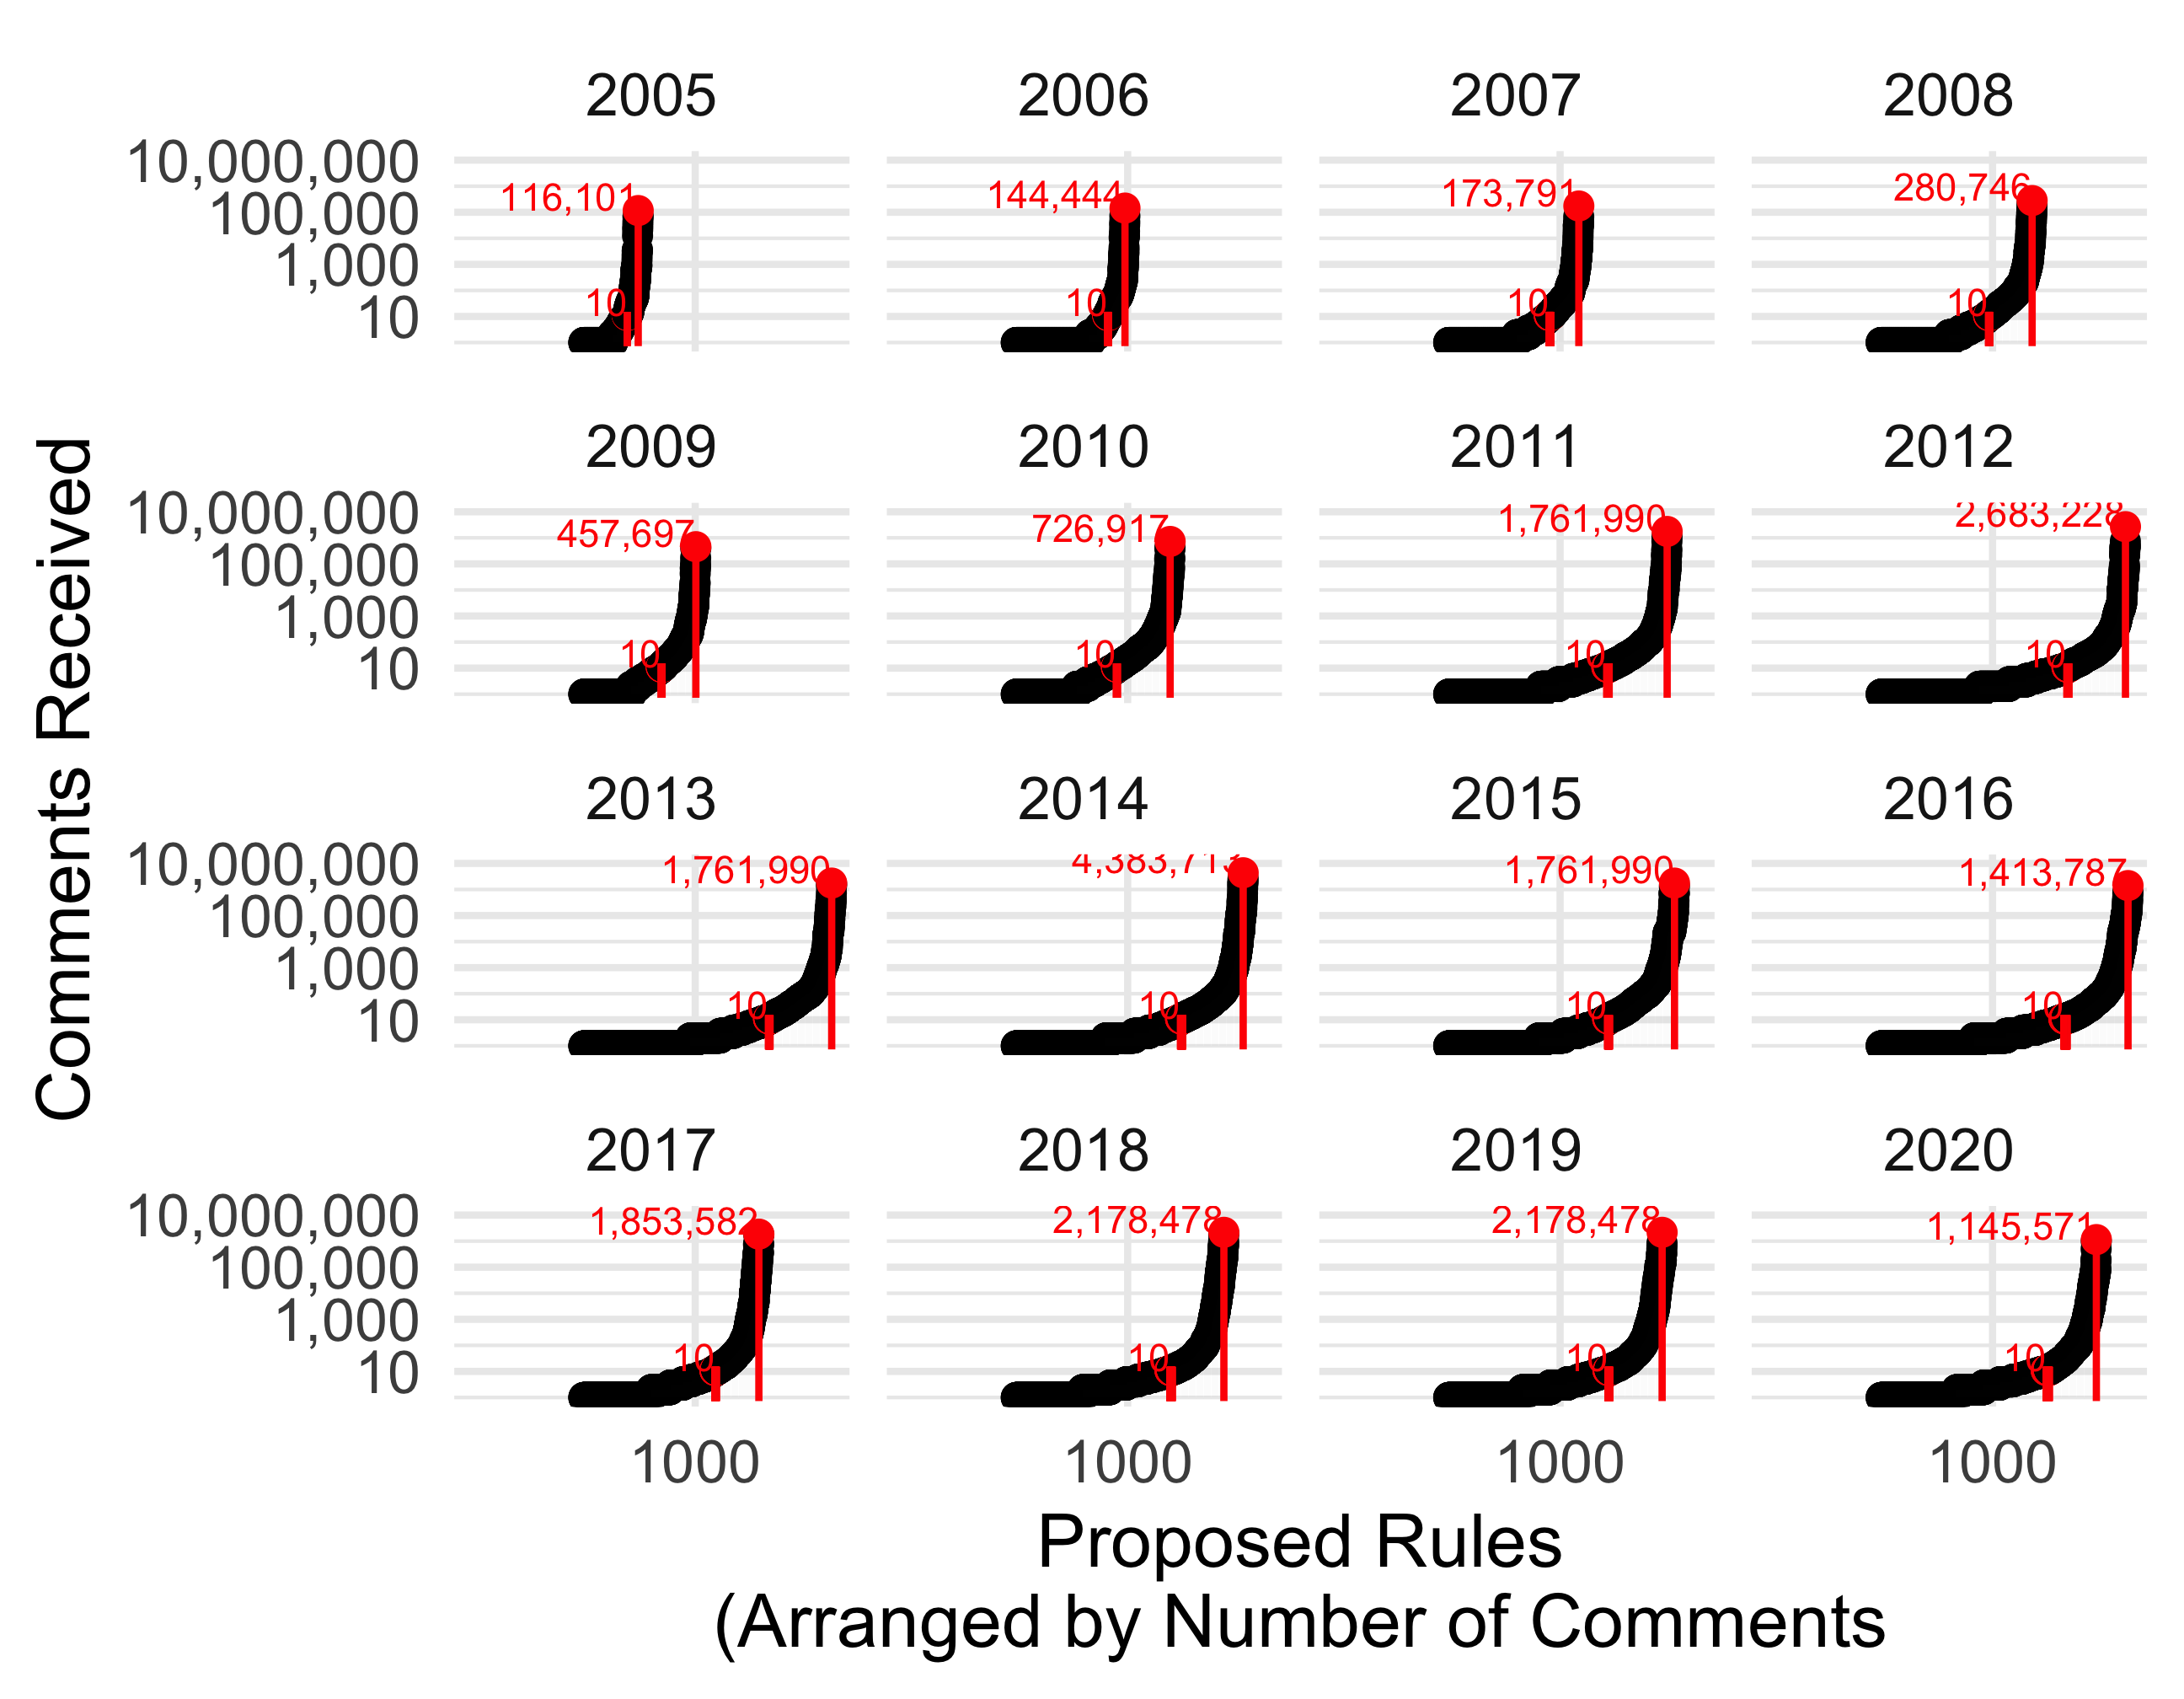 2005 2006 2007 2008
10,000,000
100,000
1,000
10
116,101 144,444 173,791 280,746
10 10 10 10
2009 2010 2011 2012
10,000,000
100,000
1,000
10
457,697 726,917 1,761,990 2,683,228
10 10 10 10
2013 2014 2015 2016
10,000,000
100,000
1,000
10
1,761,990 1,761,990 1,413,787
10 10 10 10
2017 2018 2019 2020
10,000,000
100,000
1,000
10
1,853,582 2,178,478 2,178,478 1,145,571
10 10 10 10
1000 1000 1000 1000
Comments Received
Proposed Rules
(Arranged by Number of Comments